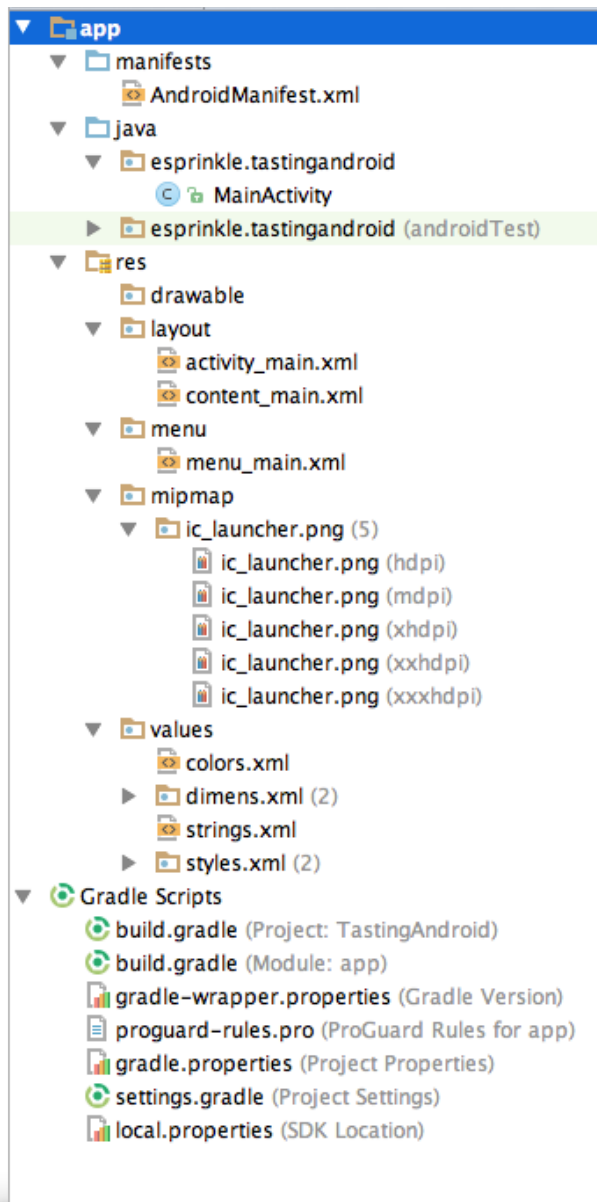 app
manifests
AndroidManifest.xml
java
esprinkle.tastingandroid
C MainActivity
esprinkle.tastingandroid (androidTest)
res
drawable
layout
activity_main.xml
content_main.xml
menu
menu_main.xml
mipmap
ic_launcher.png (5)
ic_launcher.png (hdpi)
ic_launcher.png (mdpi)
ic_launcher.png (xhdpi)
ic_launcher.png (xxhdpi)
ic_launcher.png (xxxhdpi)
values
colors.xml
dimens.xml (2)
strings.xml
styles.xml (2)
Gradle Scripts
build.gradle (Project: TastingAndroid)
build.gradle (Module: app)
gradle-wrapper.properties (Gradle Version)
proguard-rules.pro (ProGuard Rules for app)
gradle.properties (Project Properties)
settings.gradle (Project Settings)
local.properties (SDK Location)